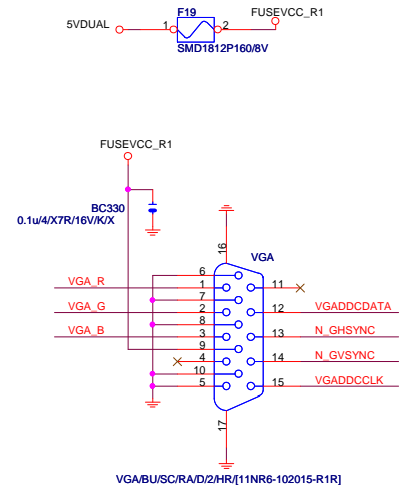 F19
FUSEVCC_R1
5VDUAL
1
2
SMD1812P160/8V
FUSEVCC_R1
BC330
0.1u/4/X7R/16V/K/X
16
VGA
6
VGA_R
1
11
7
VGA_G
2
12
VGADDCDATA
8
VGA_B
3
13
N_GHSYNC
9
4
14
N_GVSYNC
10
5
15
VGADDCCLK
17
VGA/BU/SC/RA/D/2/HR/[11NR6-102015-R1R]